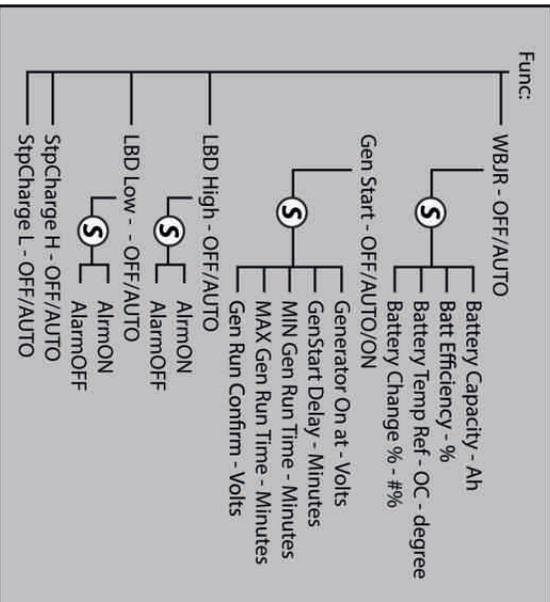 Func:
WBJR - OFF/AUTO
S
Battery Capacity - Ah
Batt Efficiency - %
Battery Temp Ref - OC - degree
Battery Change % - #%
Gen Start - OFF/AUTO/ON
S
Generator On at - Volts
GenStart Delay - Minutes
MIN Gen Run Time - Minutes
MAX Gen Run Time - Minutes
Gen Run Confirm - Volts
LBD High - OFF/AUTO
S
AlrmON
AlarmOFF
LBD Low - - OFF/AUTO
S
AlrmON
AlarmOFF
StpCharge H - OFF/AUTO
StpCharge L - OFF/AUTO